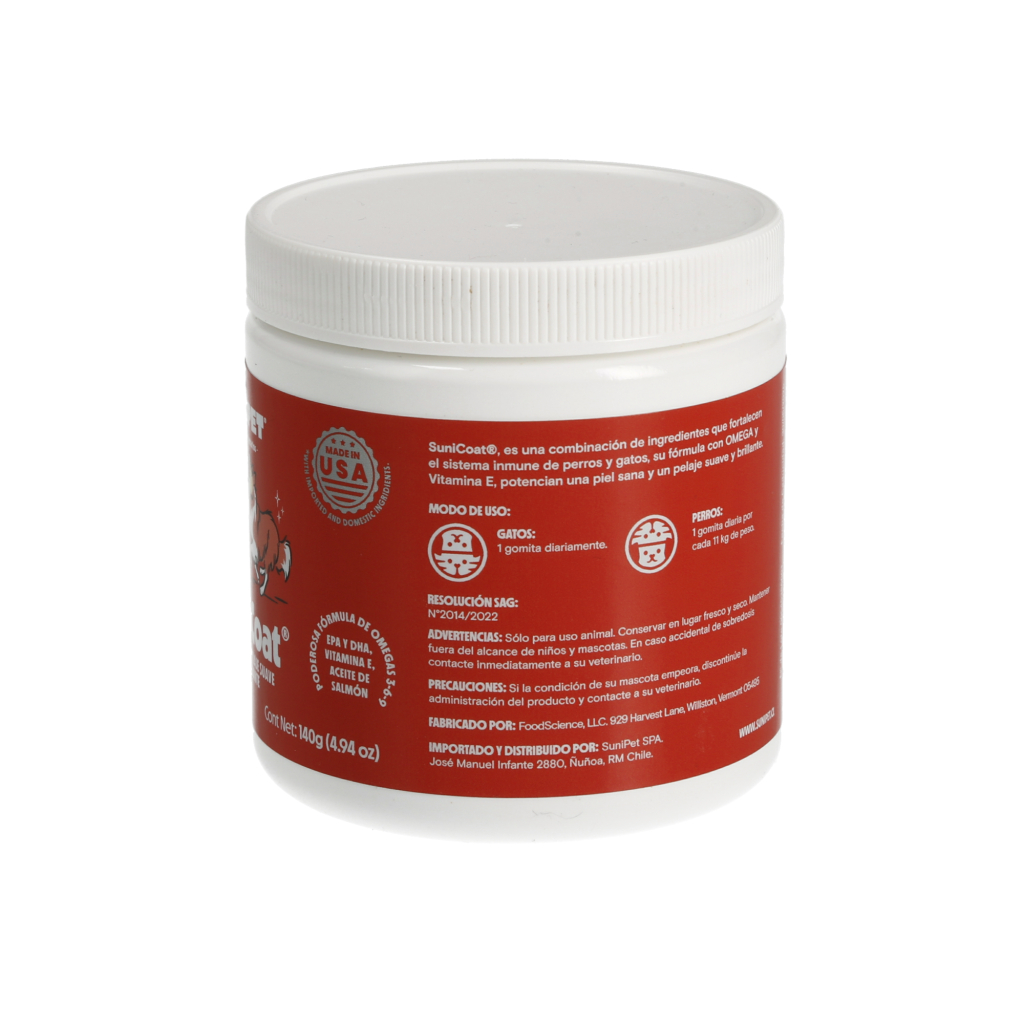 PET®
MADE IN
USA
•WITH IMPORTED AND DOMESTIC INGRIDIENTS•
Coat®
SUAVE
PODEROSA FÓRMULA DE OMEGAS 3-6-9
EPA Y DHA,
VITAMINA E,
ACEITE DE
SALMÓN
Cont Net: 140g (4.94 oz)
SuniCoat®, es una combinación de ingredientes que fortalecen
el sistema inmune de perros y gatos, su fórmula con OMEGA y
Vitamina E, potencian una piel sana y un pelaje suave y brillante.
MODO DE USO:
GATOS:
1 gomita diariamente.
PERROS:
1 gomita diaria por
cada 11 kg de peso.
RESOLUCIÓN SAG:
N°2014/2022
ADVERTENCIAS: Sólo para uso animal. Conservar en lugar fresco y seco. Mantener
fuera del alcance de niños y mascotas. En caso accidental de sobredosis
contacte inmediatamente a su veterinario.
PRECAUCIONES: Si la condición de su mascota empeora, discontinúe la
administración del producto y contacte a su veterinario.
FABRICADO POR: FoodScience, LLC. 929 Harvest Lane, Williston, Vermont 05495
IMPORTADO Y DISTRIBUIDO POR: SuniPet SPA.
José Manuel Infante 2880, Ñuñoa, RM Chile.
WWW.SUNIPET.CL